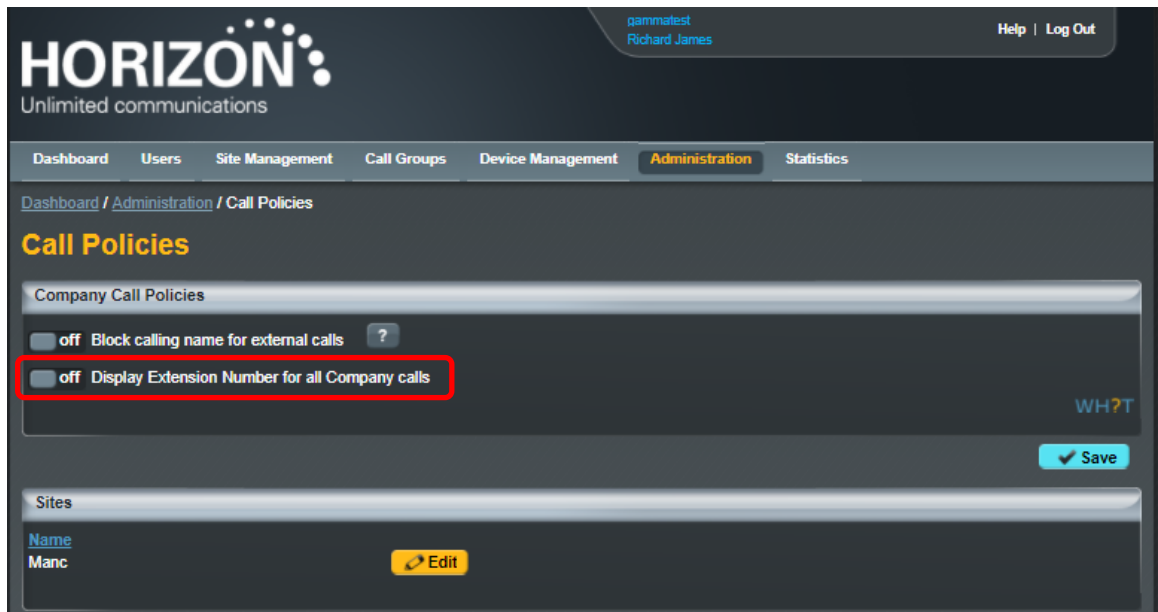 gammatest
Richard James
Help | Log Out
HORIZON
Unlimited communications
Dashboard Users Site Management Call Groups Device Management Administration Statistics
Dashboard / Administration / Call Policies
Call Policies
Company Call Policies
off Block calling name for external calls ?
off Display Extension Number for all Company calls
WH?T
Save
Sites
Name
Manc Edit